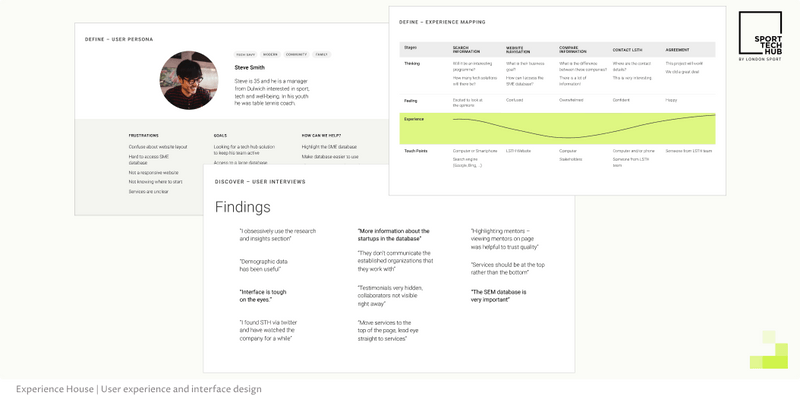 DEFINE – USER PERSONA
TECH SAVVY
MODERN
COMMUNITY
FAMILY
Steve Smith
Steve is 35 and he is a manager
from Dulwich interested in sport,
tech and well-being. In his youth
he was table tennis coach.
FRUSTRATIONS
Confuse about website layout
Hard to access SME
database
Not a responsive website
Not knowing where to start
Services are unclear
GOALS
Looking for a tech hub solution
to keep his team active
Access to a large database
HOW CAN WE HELP?
Highlight the SME database
Make database easier to use
DEFINE – EXPERIENCE MAPPING
Stages
SEARCH
INFORMATION
WEBSITE
NAVIGATION
COMPARE
INFORMATION
CONTACT LSTH
AGREEMENT
Thinking
Will it be an interesting
programme?
How many tech solutions
will there be?
What is their business
goal?
How can I access the
SME database?
What is the difference
between these companies?
There is a lot of
information!
Where are the contact
details?
This is very interesting.
This project will work!
We did a great deal
Feeling
Excited to look at
the options
Confused
Overwhelmed
Confident
Happy
Experience
Touch Points
Computer or Smartphone
Search engine
(Google, Bing, ...)
LSTH Website
Computer
Stakeholders
Computer and/or phone
Someone from LSTH
team
Someone from LSTH team
DISCOVER – USER INTERVIEWS
Findings
"I obsessively use the research
and insights section"
"Demographic data
has been useful"
"Interface is tough
on the eyes."
"I found STH via twitter
and have watched the
company for a while"
"More information about the
startups in the database"
"They don't communicate the
established organizations that
they work with"
"Testimonials very hidden,
collaborators not visible
right away"
"Move services to the
top of the page, lead eye
straight to services"
"Highlighting mentors –
viewing mentors on page
was helpful to trust quality"
"Services should be at the top
rather than the bottom"
"The SEM database is
very important"
SPORT
TECH
HUB
BY LONDON SPORT
Experience House | User experience and interface design